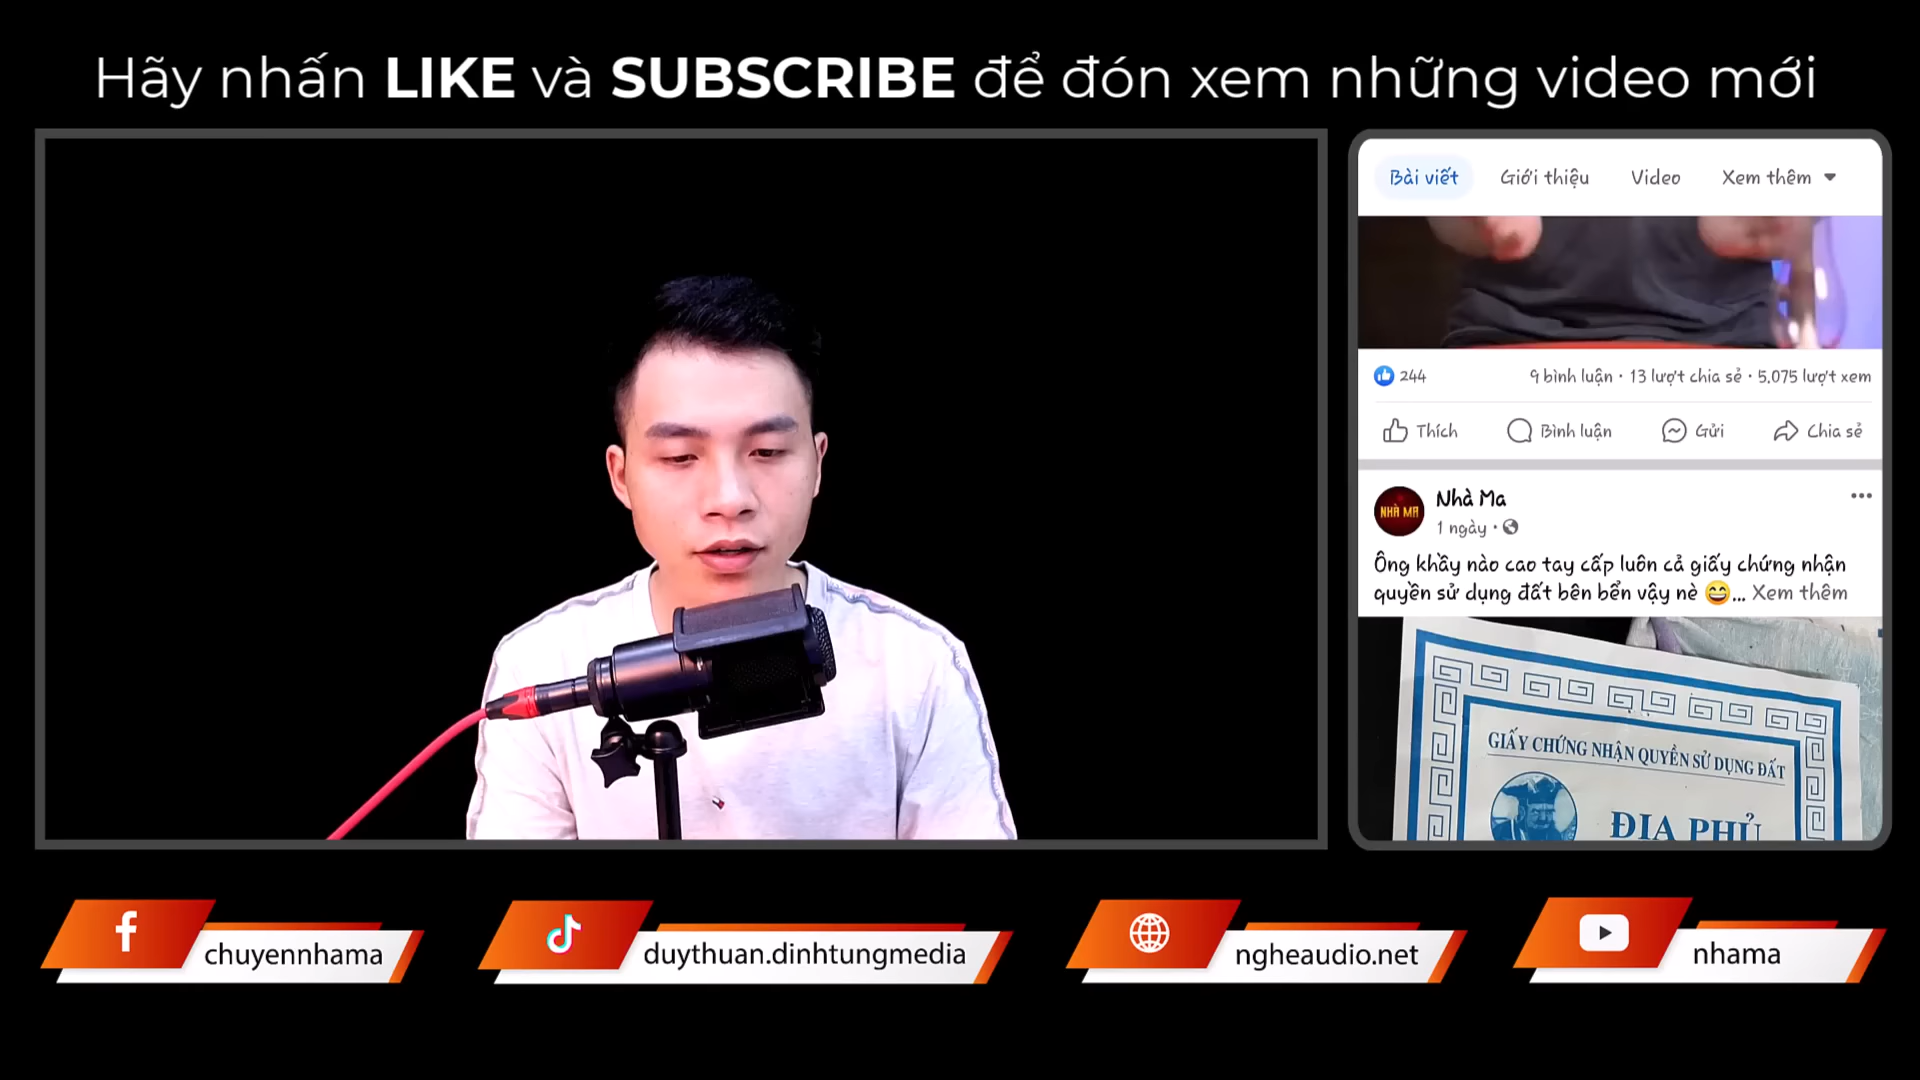 Hãy nhấn LIKE và SUBSCRIBE để đón xem những video mới
Bài viết Giới thiệu Video Xem thêm
244 9 bình luận · 13 lượt chia sẻ · 5.075 lượt xem
Thích Bình luận Gửi Chia sẻ
NHÀ MA
Nhà Ma
1 ngày ·
Ông khầy nào cao tay cấp luôn cả giấy chứng nhận
quyền sử dụng đất bên bển vậy nè 😄... Xem thêm
GIẤY CHỨNG NHẬN QUYỀN SỬ DỤNG ĐẤT
ĐỊA PHỦ
chuyennhama
duythuan.dinhtungmedia
ngheaudio.net
nhama